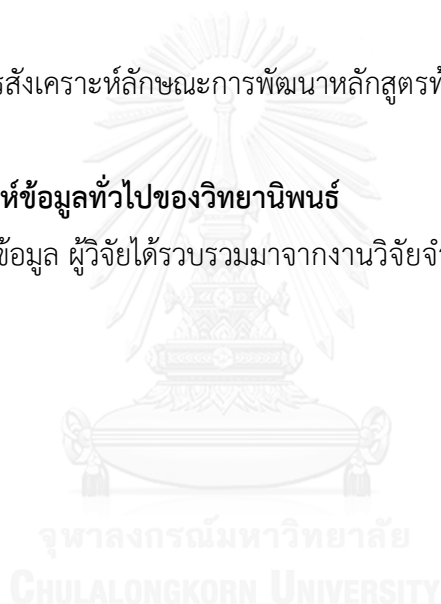 รสังเคราะห์ลักษณะการพัฒนาหลักสูตรท้
ห์ข้อมูลทั่วไปของวิทยานิพนธ์
ข้อมูล ผู้วิจัยได้รวบรวมมาจากงานวิจัยจำ
จุฬาลงกรณ์มหาวิทยาลัย
CHULALONGKORN UNIVERSITY